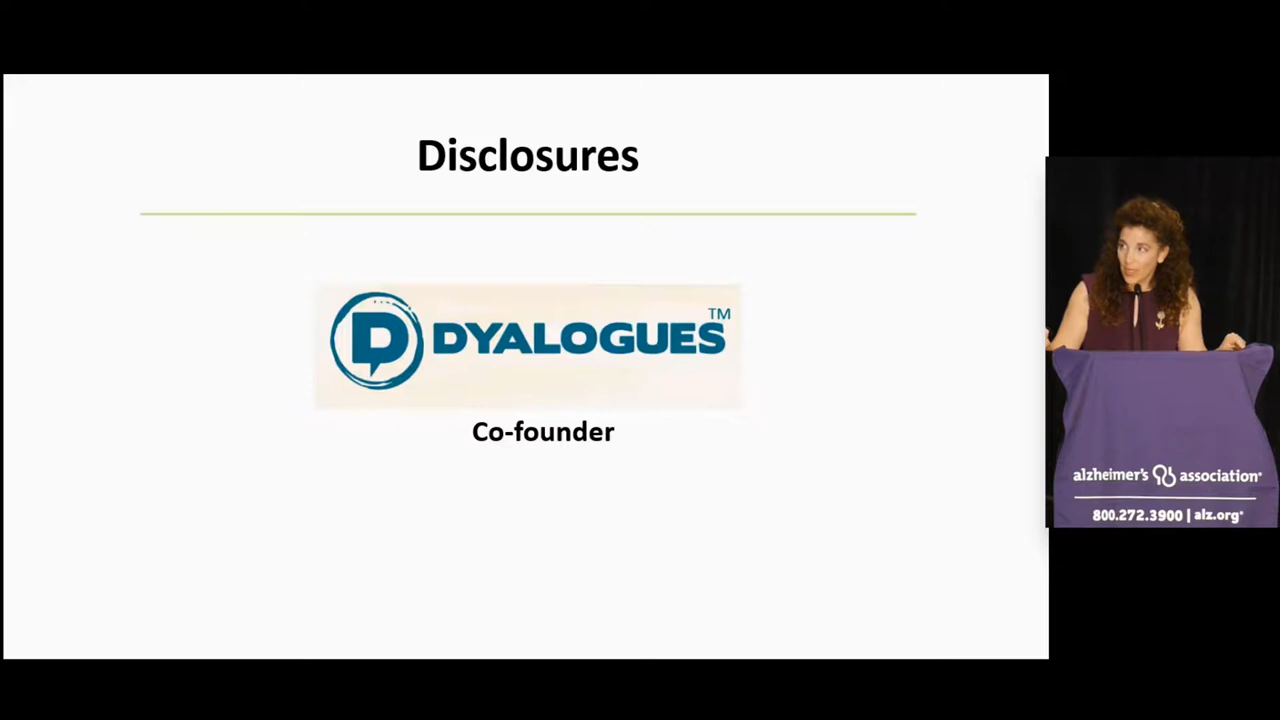 Disclosures
D DYALOGUES™
Co-founder
alzheimer's association®
800.272.3900 | alz.org®